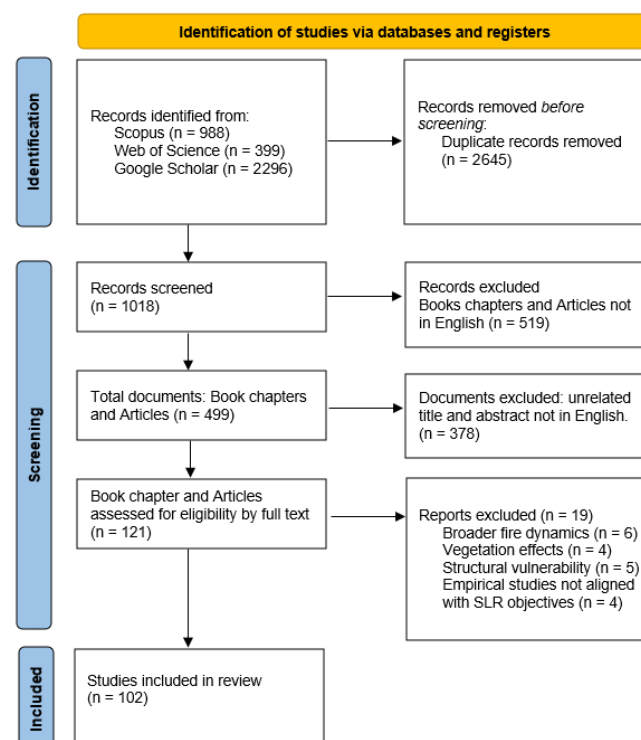 Identification of studies via databases and registers
Identification
Records identified from:
Scopus (n = 988)
Web of Science (n = 399)
Google Scholar (n = 2296)
Records removed before
screening:
Duplicate records removed
(n = 2645)
Screening
Records screened
(n = 1018)
Records excluded
Books chapters and Articles not
in English (n = 519)
Total documents: Book chapters
and Articles (n = 499)
Documents excluded: unrelated
title and abstract not in English.
(n = 378)
Book chapter and Articles
assessed for eligibility by full text
(n = 121)
Reports excluded (n = 19)
Broader fire dynamics (n = 6)
Vegetation effects (n = 4)
Structural vulnerability (n = 5)
Empirical studies not aligned
with SLR objectives (n = 4)
Included
Studies included in review
(n = 102)